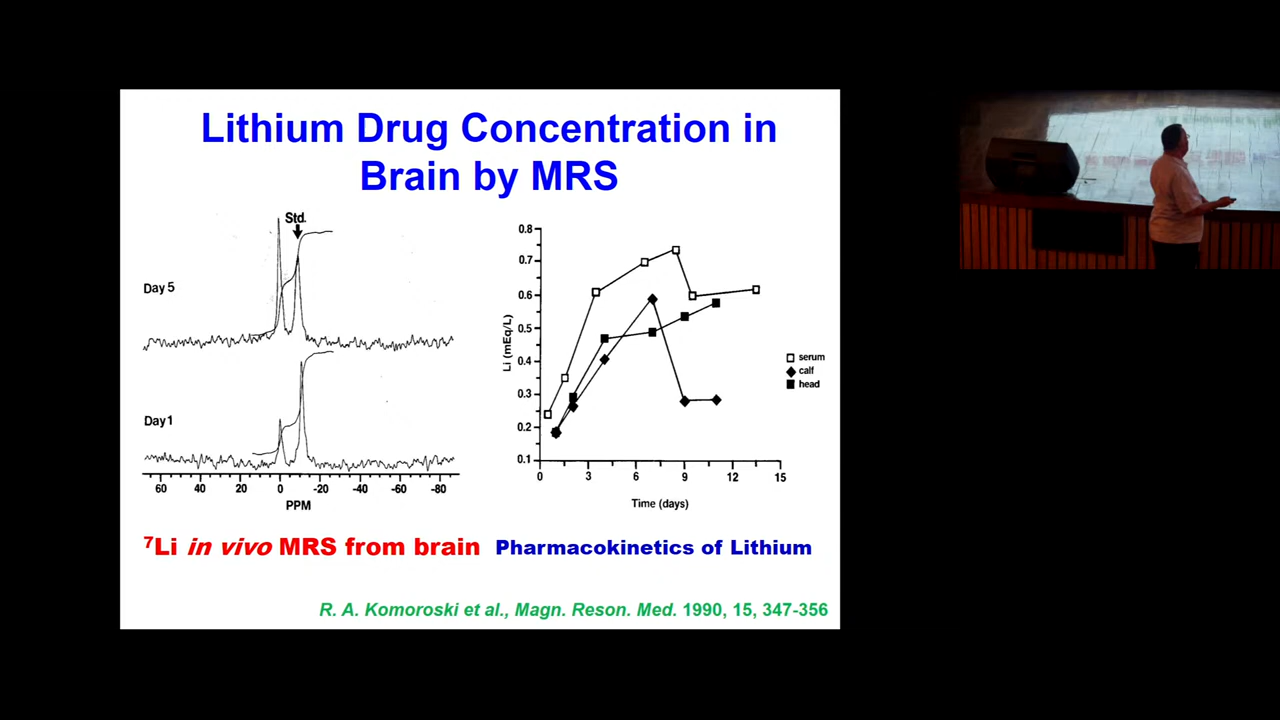 Lithium Drug Concentration in
Brain by MRS
Std.
Day 5
Day 1
60 40 20 0 -20 -40 -60 -80
PPM
0.8
0.7
0.6
0.5
0.4
0.3
0.2
0.1
Li (mEq/L)
0 3 6 9 12 15
Time (days)
serum
calf
head
⁷Li in vivo MRS from brain
Pharmacokinetics of Lithium
R. A. Komoroski et al., Magn. Reson. Med. 1990, 15, 347-356